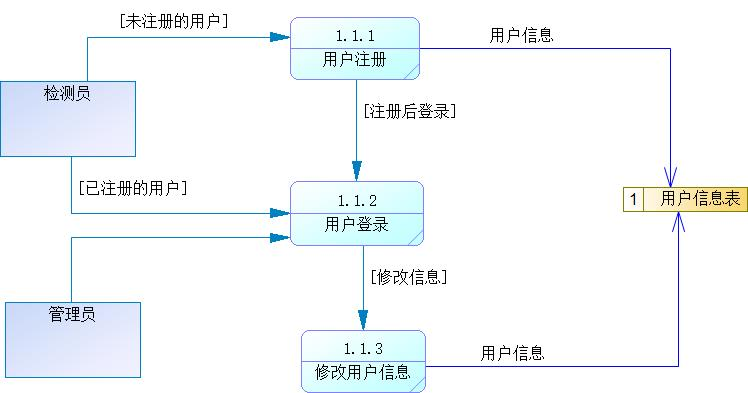 [未注册的用户]
1.1.1
用户注册
用户信息
检测员
[注册后登录]
[已注册的用户]
1.1.2
用户登录
1 用户信息表
[修改信息]
管理员
1.1.3
修改用户信息
用户信息